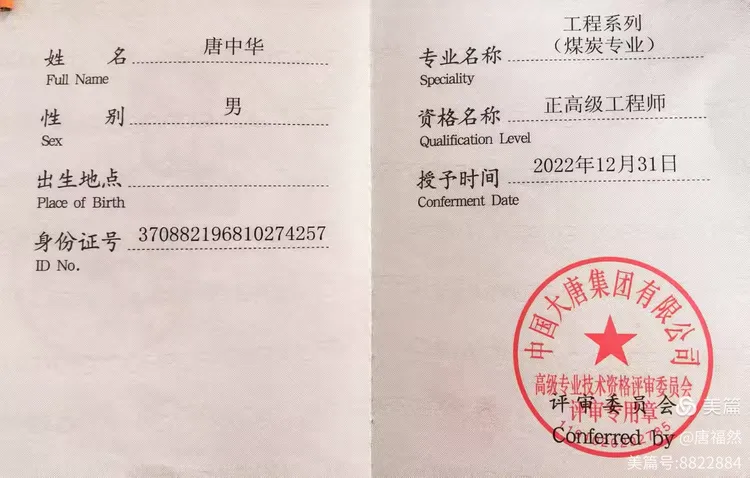 姓 名 唐中华
Full Name
性 别 男
Sex
出生地点
Place of Birth
身份证号 370882196810274257
ID No.
工程系列
专业名称 （煤炭专业）
Speciality
资格名称 正高级工程师
Qualification Level
授予时间 2022年12月31日
Conferment Date
中国大唐集团有限公司
高级专业技术资格评审委员会
评审委员会
评审专用章
Conferred by
美篇
@唐福然
美篇号:8822884